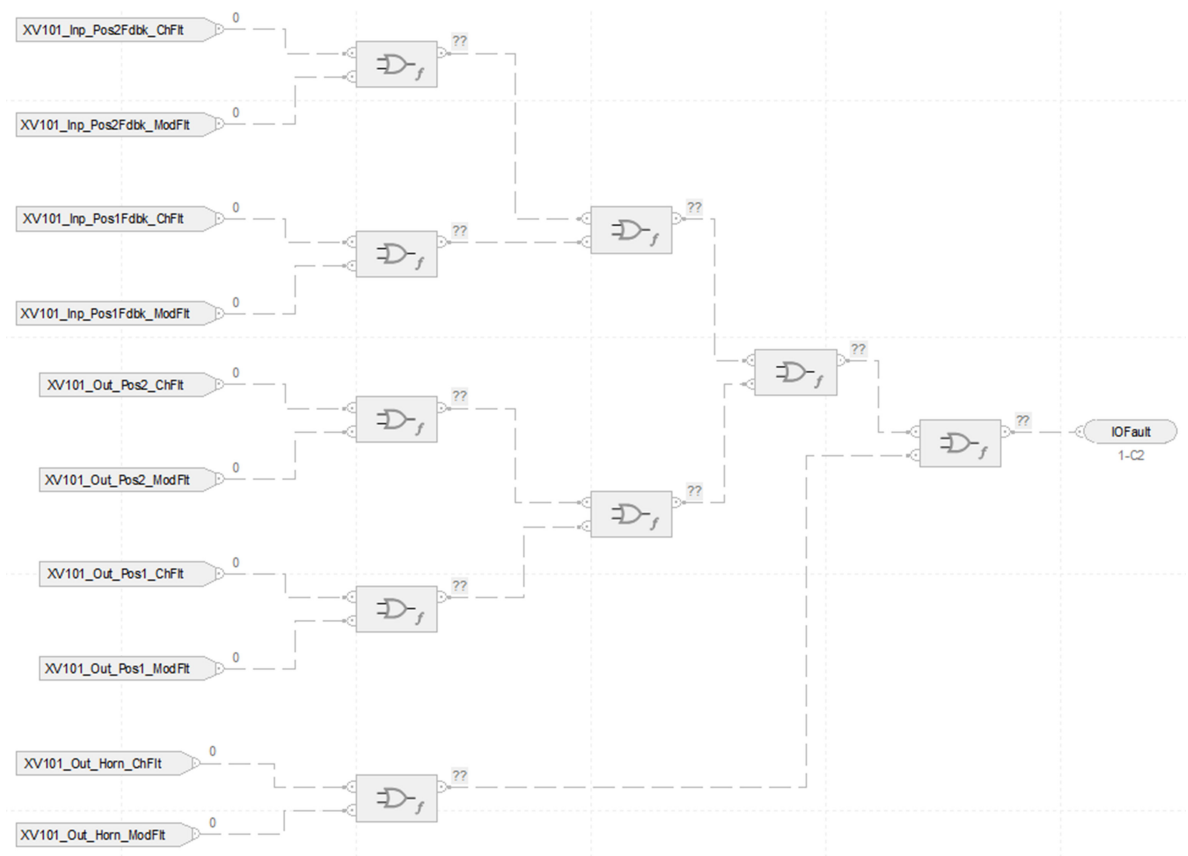 XV101_Inp_Pos2Fdbk_ChFlt
0
??
f
XV101_Inp_Pos2Fdbk_ModFlt
0
XV101_Inp_Pos1Fdbk_ChFlt
0
??
f
??
f
XV101_Inp_Pos1Fdbk_ModFlt
0
??
f
XV101_Out_Pos2_ChFlt
0
??
f
??
f
IOFault
1-C2
XV101_Out_Pos2_ModFlt
0
??
f
XV101_Out_Pos1_ChFlt
0
??
f
XV101_Out_Pos1_ModFlt
0
XV101_Out_Horn_ChFlt
0
??
f
XV101_Out_Horn_ModFlt
0